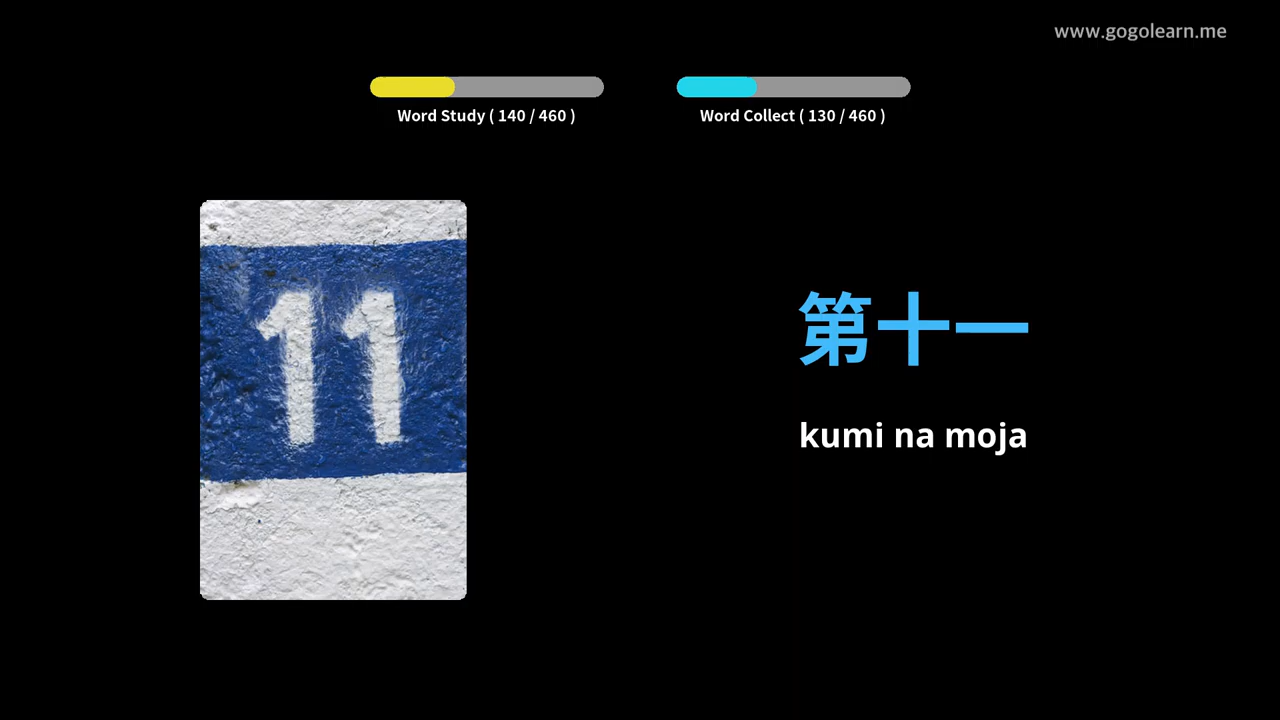 www.gogolearn.me
Word Study ( 140 / 460 )
Word Collect ( 130 / 460 )
11
第十一
kumi na moja